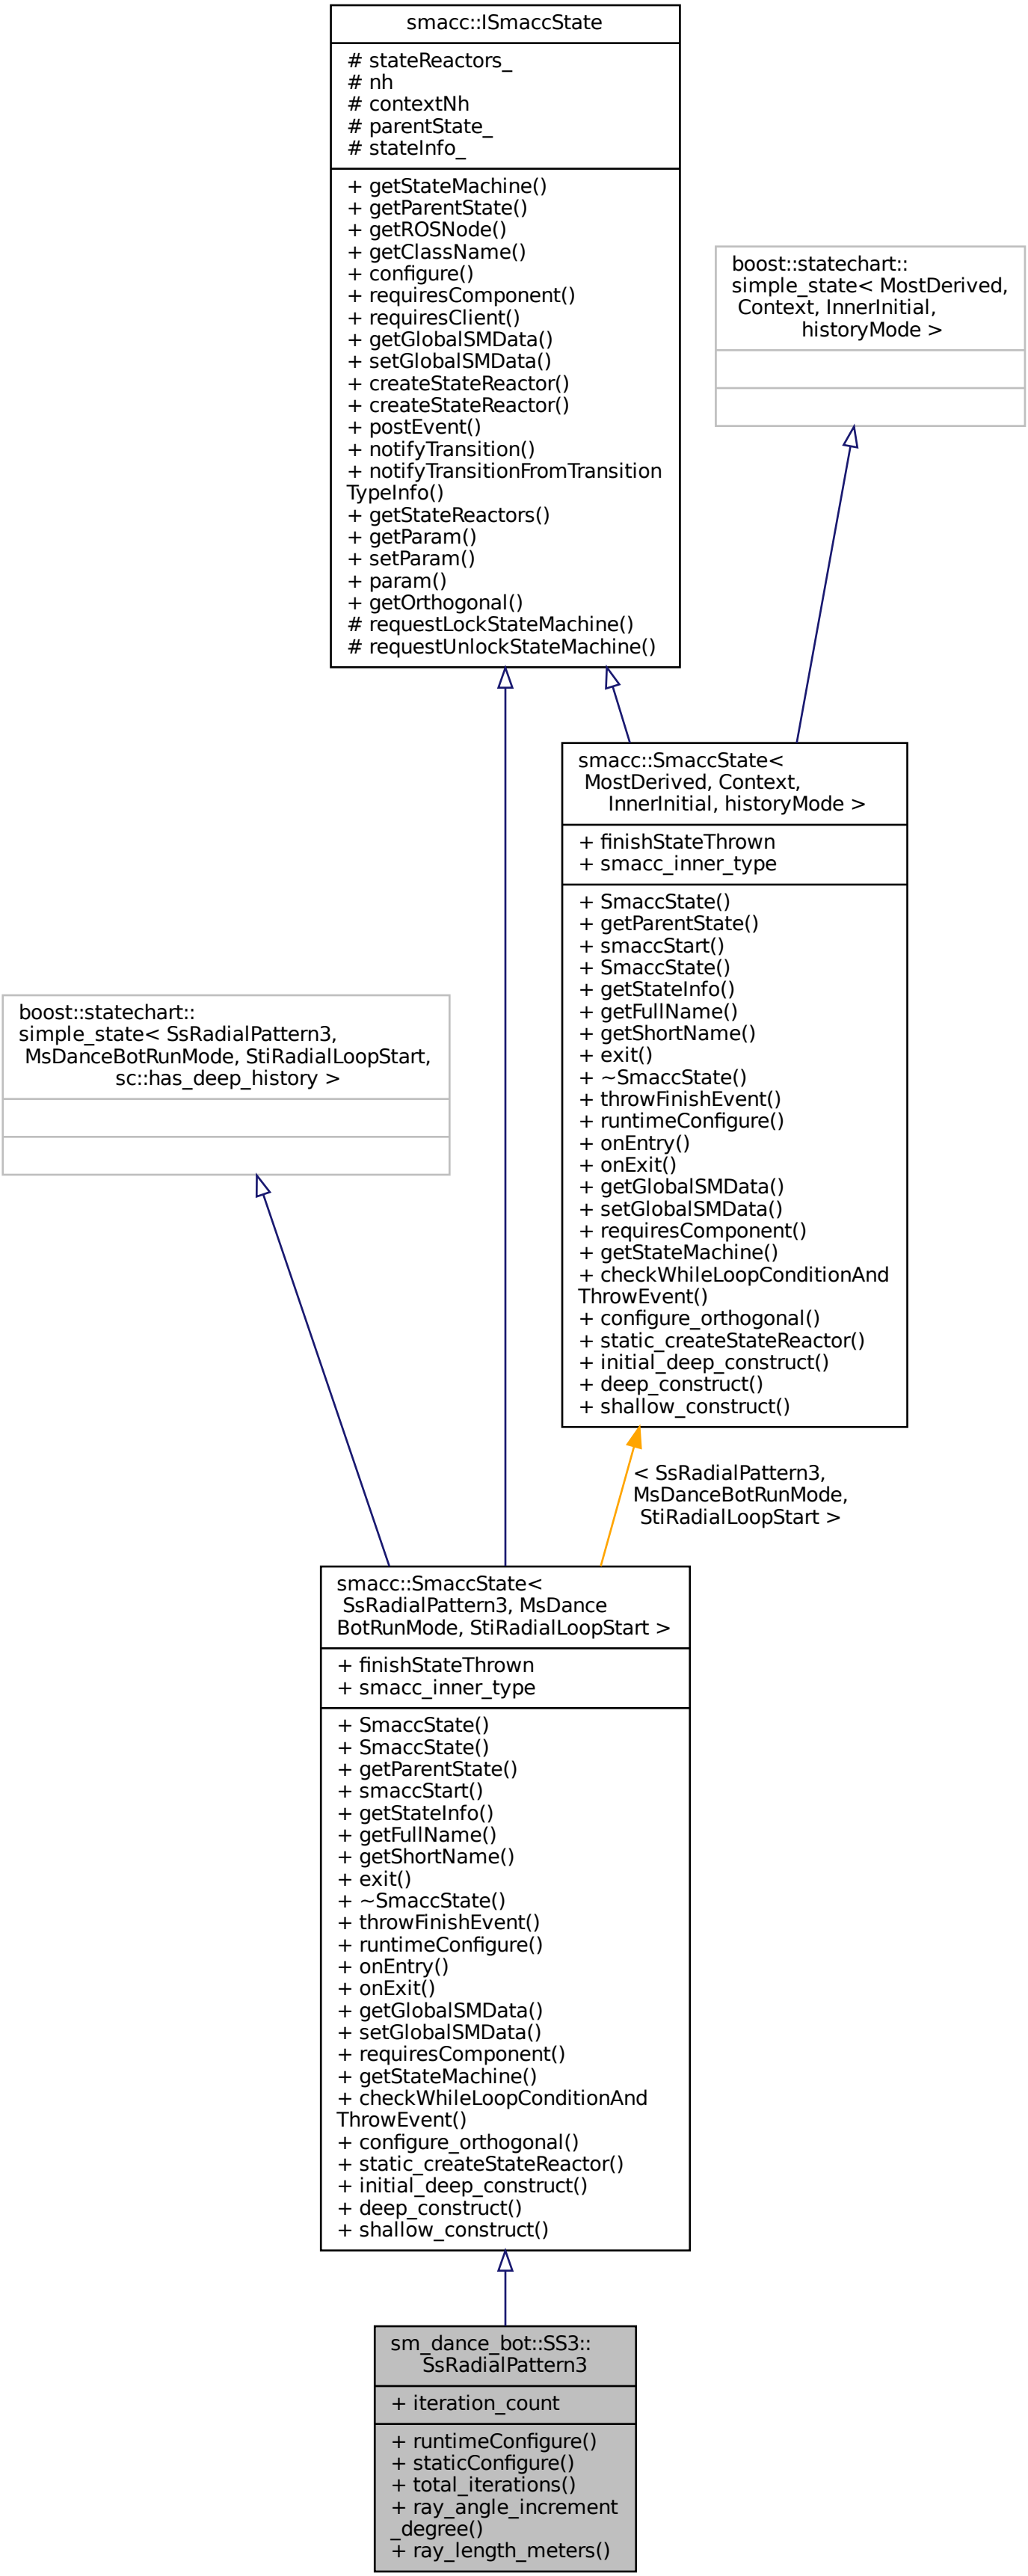 smacc::ISmaccState
# stateReactors_
# nh
# contextNh
# parentState_
# stateInfo_
+ getStateMachine()
+ getParentState()
+ getROSNode()
+ getClassName()
+ configure()
+ requiresComponent()
+ requiresClient()
+ getGlobalSMData()
+ setGlobalSMData()
+ createStateReactor()
+ createStateReactor()
+ postEvent()
+ notifyTransition()
+ notifyTransitionFromTransition
TypeInfo()
+ getStateReactors()
+ getParam()
+ setParam()
+ param()
+ getOrthogonal()
# requestLockStateMachine()
# requestUnlockStateMachine()
boost::statechart::
simple_state< MostDerived,
Context, InnerInitial,
historyMode >
smacc::SmaccState<
MostDerived, Context,
InnerInitial, historyMode >
+ finishStateThrown
+ smacc_inner_type
+ SmaccState()
+ getParentState()
+ smaccStart()
+ SmaccState()
+ getStateInfo()
+ getFullName()
+ getShortName()
+ exit()
+ ~SmaccState()
+ throwFinishEvent()
+ runtimeConfigure()
+ onEntry()
+ onExit()
+ getGlobalSMData()
+ setGlobalSMData()
+ requiresComponent()
+ getStateMachine()
+ checkWhileLoopConditionAnd
ThrowEvent()
+ configure_orthogonal()
+ static_createStateReactor()
+ initial_deep_construct()
+ deep_construct()
+ shallow_construct()
boost::statechart::
simple_state< SsRadialPattern3,
MsDanceBotRunMode, StiRadialLoopStart,
sc::has_deep_history >
< SsRadialPattern3,
MsDanceBotRunMode,
StiRadialLoopStart >
smacc::SmaccState<
SsRadialPattern3, MsDance
BotRunMode, StiRadialLoopStart >
+ finishStateThrown
+ smacc_inner_type
+ SmaccState()
+ SmaccState()
+ getParentState()
+ smaccStart()
+ getStateInfo()
+ getFullName()
+ getShortName()
+ exit()
+ ~SmaccState()
+ throwFinishEvent()
+ runtimeConfigure()
+ onEntry()
+ onExit()
+ getGlobalSMData()
+ setGlobalSMData()
+ requiresComponent()
+ getStateMachine()
+ checkWhileLoopConditionAnd
ThrowEvent()
+ configure_orthogonal()
+ static_createStateReactor()
+ initial_deep_construct()
+ deep_construct()
+ shallow_construct()
sm_dance_bot::SS3::
SsRadialPattern3
+ iteration_count
+ runtimeConfigure()
+ staticConfigure()
+ total_iterations()
+ ray_angle_increment
_degree()
+ ray_length_meters()